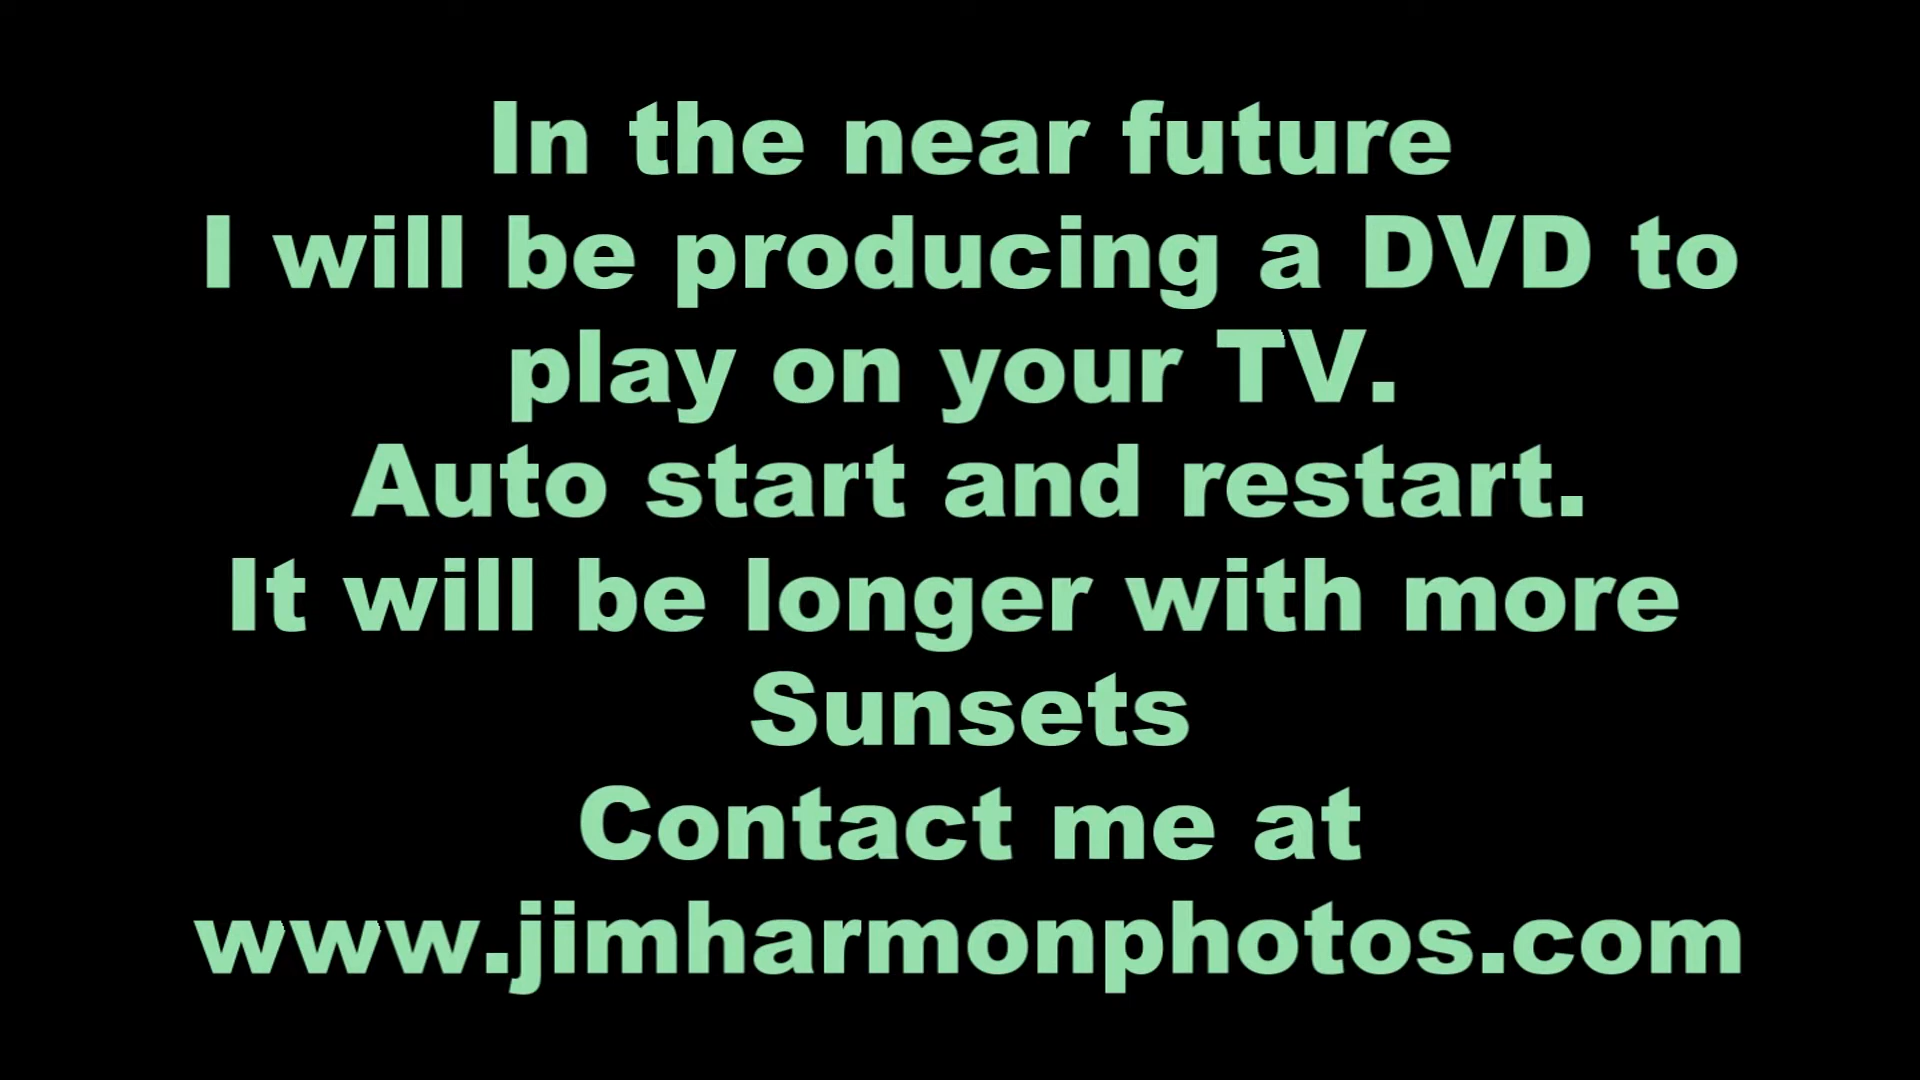 In the near future
I will be producing a DVD to
play on your TV.
Auto start and restart.
It will be longer with more
Sunsets
Contact me at
www.jimharmonphotos.com